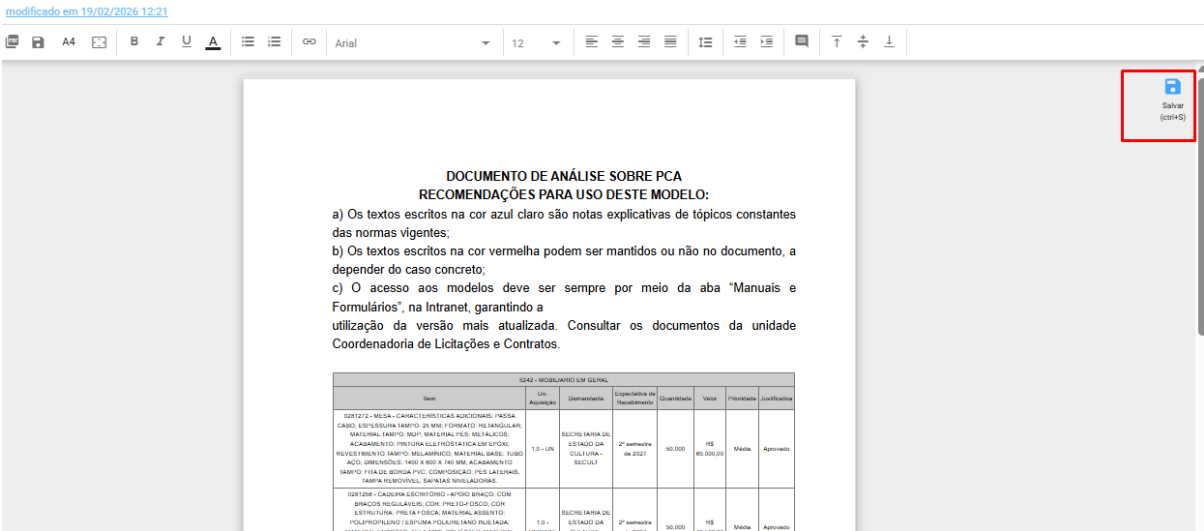 modificado em 19/02/2026 12:21
PDF A4 B I U A Arial 12
Salvar
(ctrl+S)
DOCUMENTO DE ANÁLISE SOBRE PCA
RECOMENDAÇÕES PARA USO DESTE MODELO:
a) Os textos escritos na cor azul claro são notas explicativas de tópicos constantes
das normas vigentes;
b) Os textos escritos na cor vermelha podem ser mantidos ou não no documento, a
depender do caso concreto;
c) O acesso aos modelos deve ser sempre por meio da aba “Manuais e
Formulários”, na Intranet, garantindo a
utilização da versão mais atualizada. Consultar os documentos da unidade
Coordenadoria de Licitações e Contratos.
5242 - MOBILIARIO EM GERAL
Item
Un.
Aquisição
Demandante
Expectativa de
Recebimento
Quantidade
Valor
Prioridade
Justificativa
0281272 - MESA - CARACTERÍSTICAS ADICIONAIS: PASSA
CABO; ESPESSURA TAMPO: 25 MM; FORMATO: RETANGULAR;
MATERIAL TAMPO: MDP; MATERIAL PÉS: METÁLICOS;
ACABAMENTO: PINTURA ELETROSTÁTICA EM EPÓXI;
REVESTIMENTO TAMPO: MELAMÍNICO; MATERIAL BASE: TUBO
AÇO; DIMENSÕES: 1400 X 800 X 740 MM; ACABAMENTO
TAMPO: FITA DE BORDA PVC; COMPOSIÇÃO: PÉS LATERAIS,
TAMPA REMOVÍVEL, SAPATAS NIVELADORAS.
1.0 - UN
SECRETARIA DE
ESTADO DA
CULTURA -
SECULT
2º semestre
de 2027
50,000
R$
60.000,00
Média
Aprovado
0281256 - CADEIRA ESCRITÓRIO - APOIO BRAÇO: COM
BRAÇOS REGULÁVEIS; COR: PRETO-FOSCO; COR
ESTRUTURA: PRETA FOSCA; MATERIAL ASSENTO:
POLIPROPILENO / ESPUMA POLIURETANO INJETADA;
1.0 -
SECRETARIA DE
ESTADO DA
2º semestre
50,000
R$
Média
Aprovado